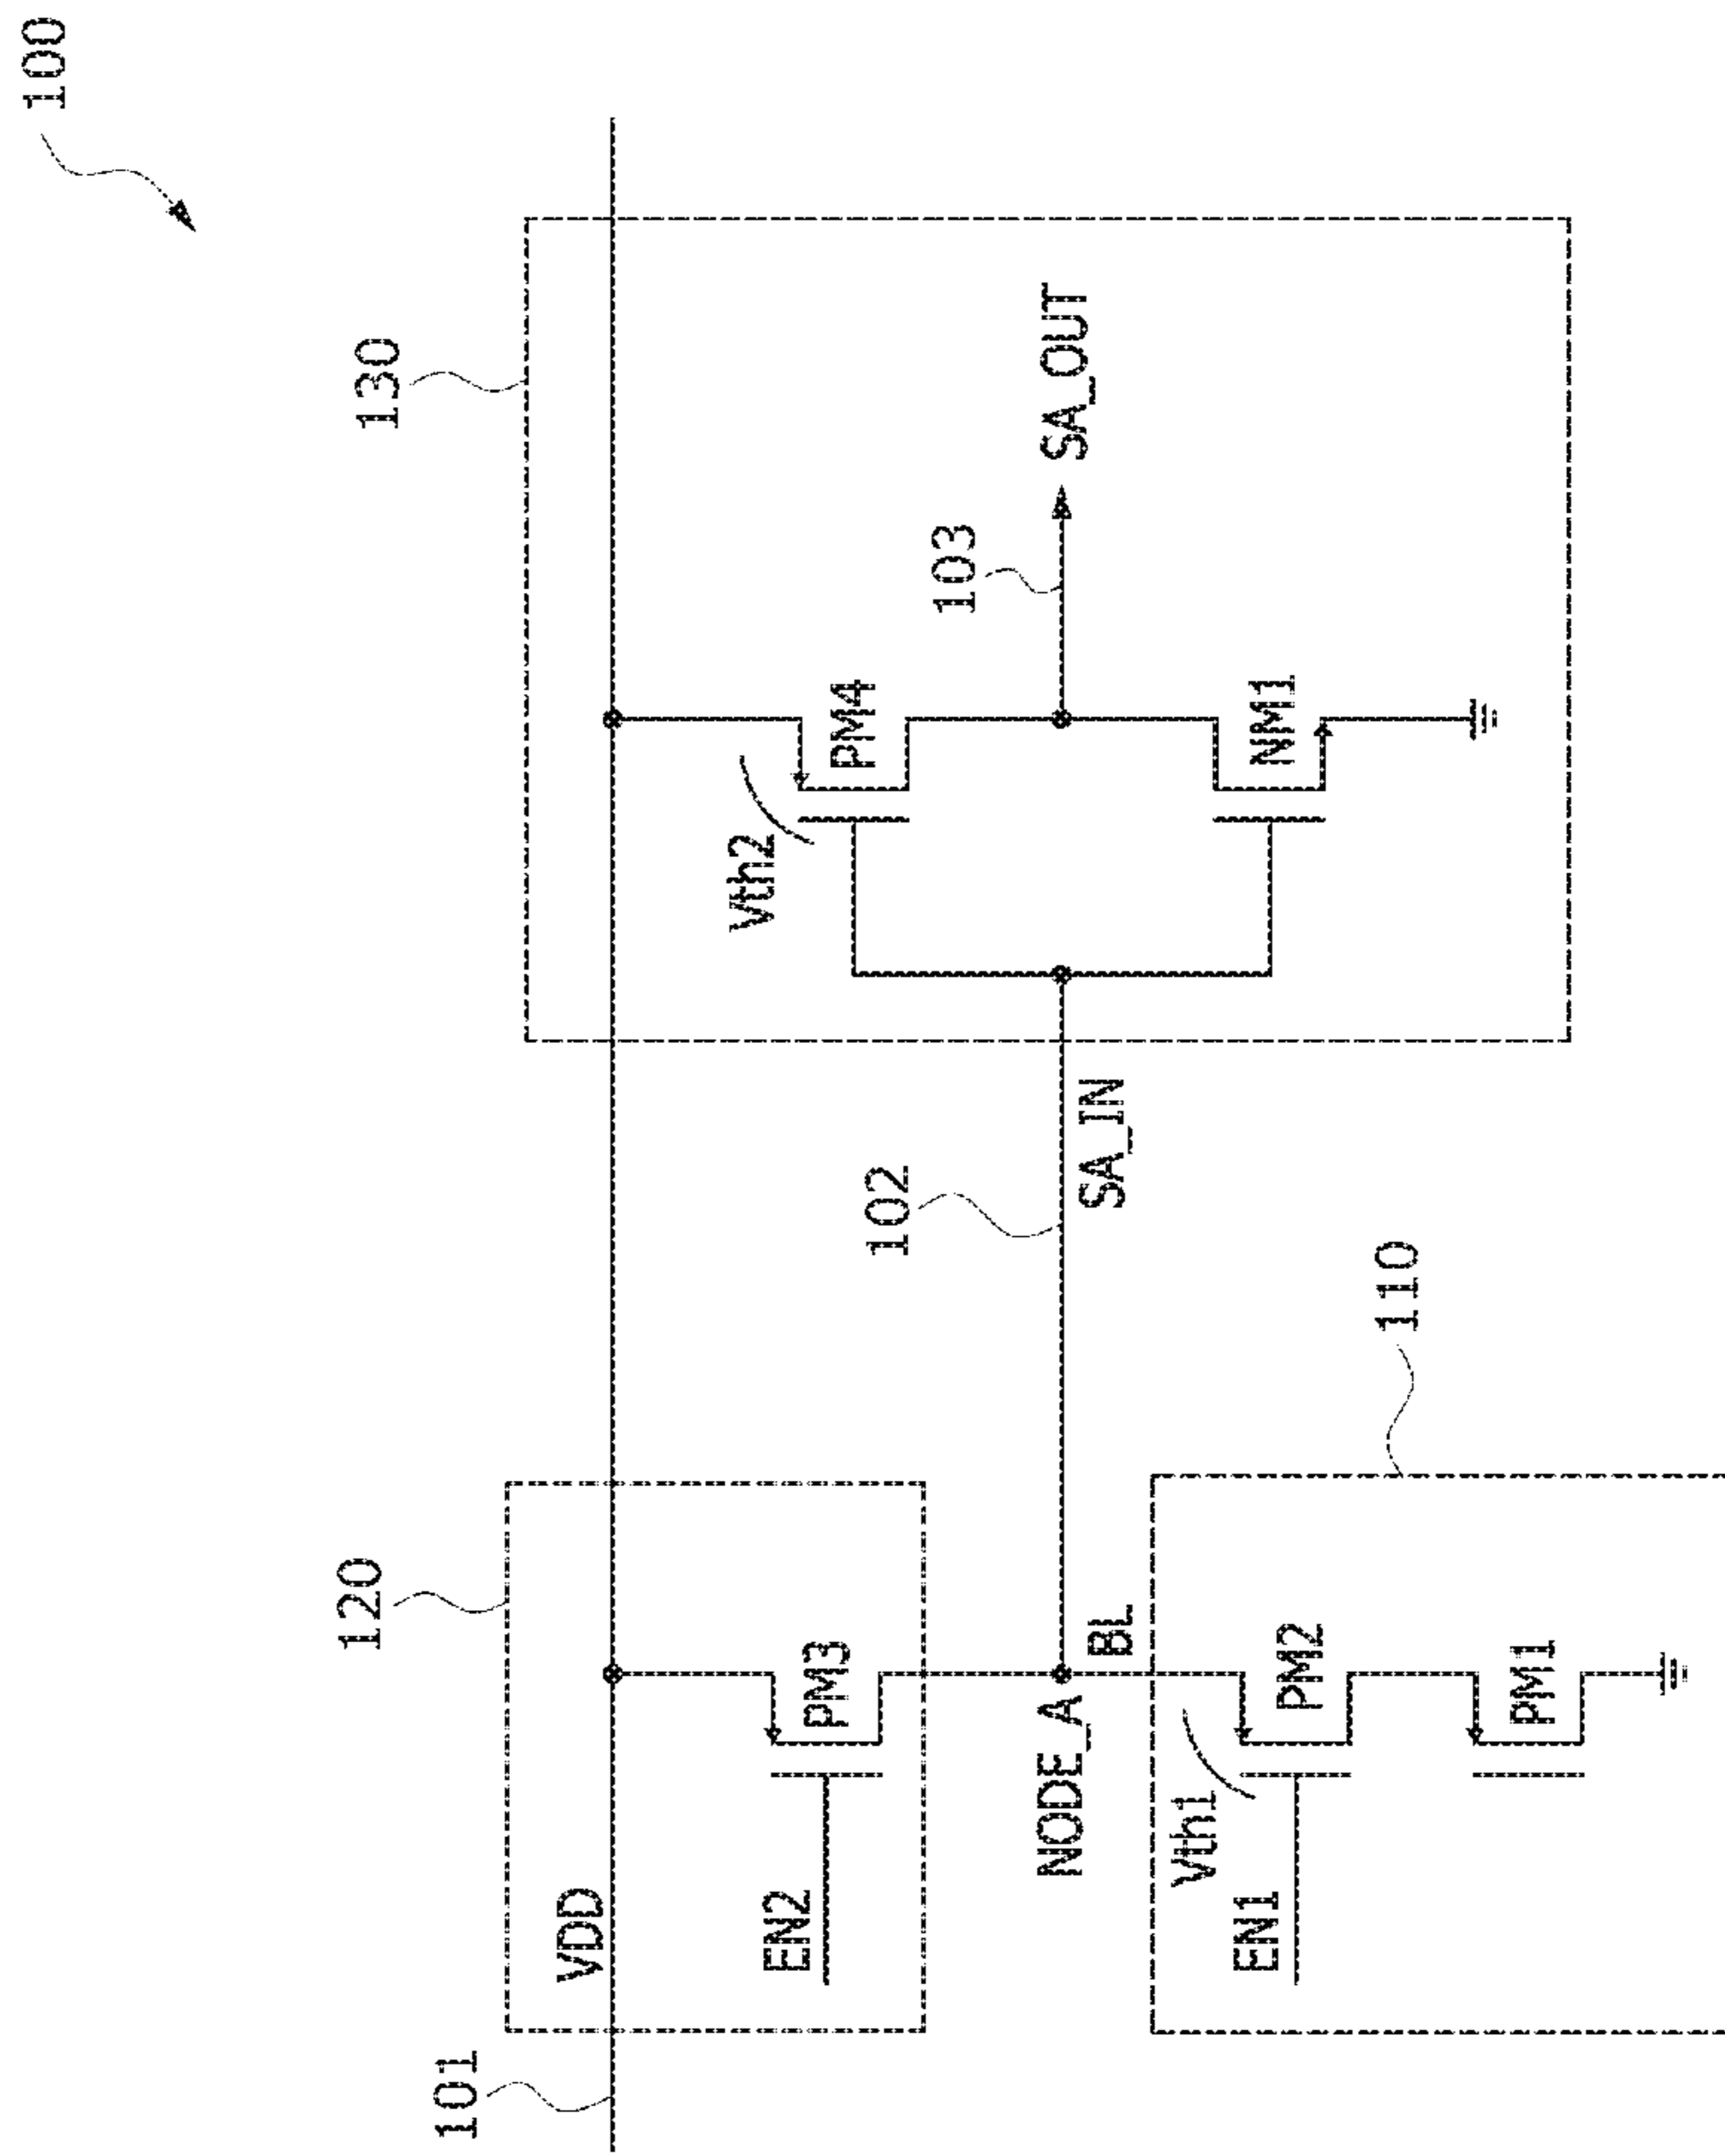 100
130
120
101
VDD
EN2
PM3
Vth2
PM4
103
SA_OUT
102
SA_IN
NM1
NODE_A
BL
110
Vth1
EN1
PM2
PM1